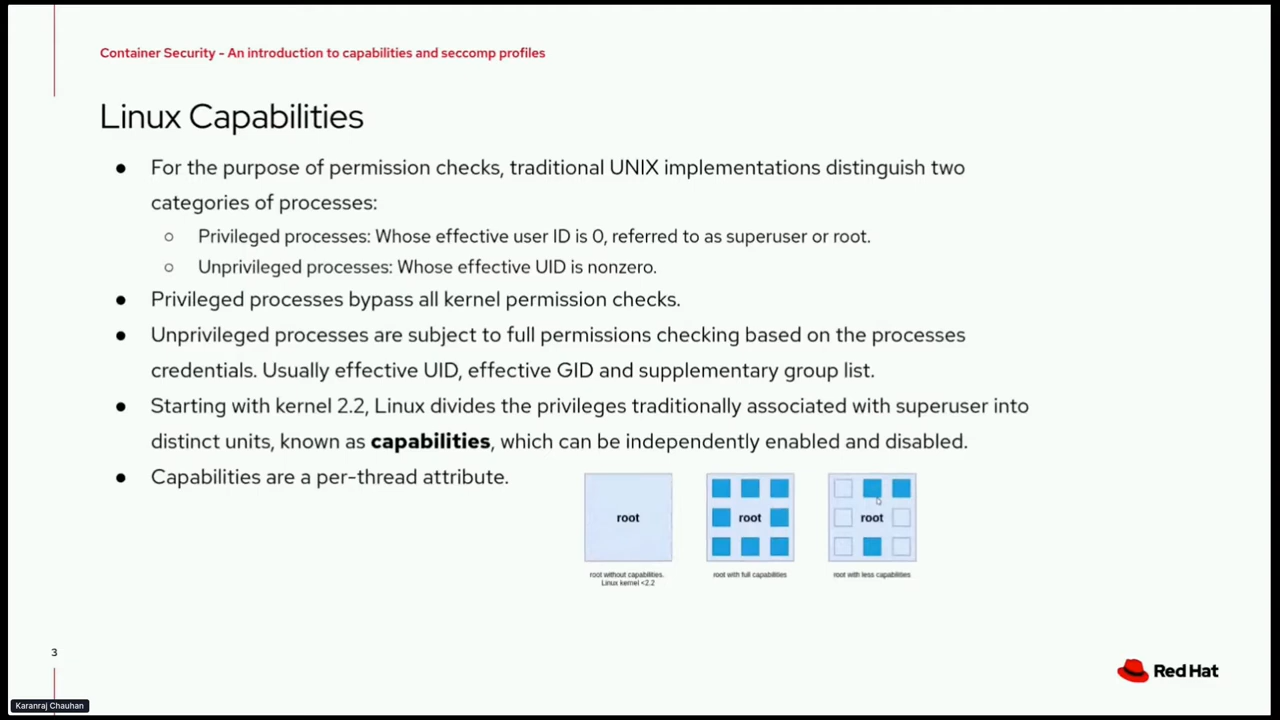 Container Security - An introduction to capabilities and seccomp profiles
Linux Capabilities
● For the purpose of permission checks, traditional UNIX implementations distinguish two
categories of processes:
○ Privileged processes: Whose effective user ID is 0, referred to as superuser or root.
○ Unprivileged processes: Whose effective UID is nonzero.
● Privileged processes bypass all kernel permission checks.
● Unprivileged processes are subject to full permissions checking based on the processes
credentials. Usually effective UID, effective GID and supplementary group list.
● Starting with kernel 2.2, Linux divides the privileges traditionally associated with superuser into
distinct units, known as capabilities, which can be independently enabled and disabled.
● Capabilities are a per-thread attribute.
root
root
root
root without capabilities.
Linux kernel <2.2
root with full capabilities
root with less capabilities
3
Red Hat
Karanraj Chauhan